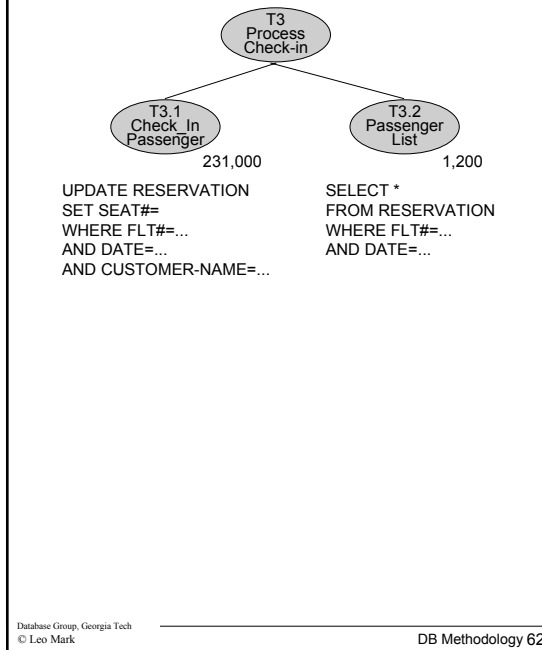 T3
Process
Check-in
T3.1
Check_In
Passenger
231,000
T3.2
Passenger
List
1,200
UPDATE RESERVATION
SET SEAT#=
WHERE FLT#=...
AND DATE=...
AND CUSTOMER-NAME=...
SELECT *
FROM RESERVATION
WHERE FLT#=...
AND DATE=...
Database Group, Georgia Tech
© Leo Mark
DB Methodology 62